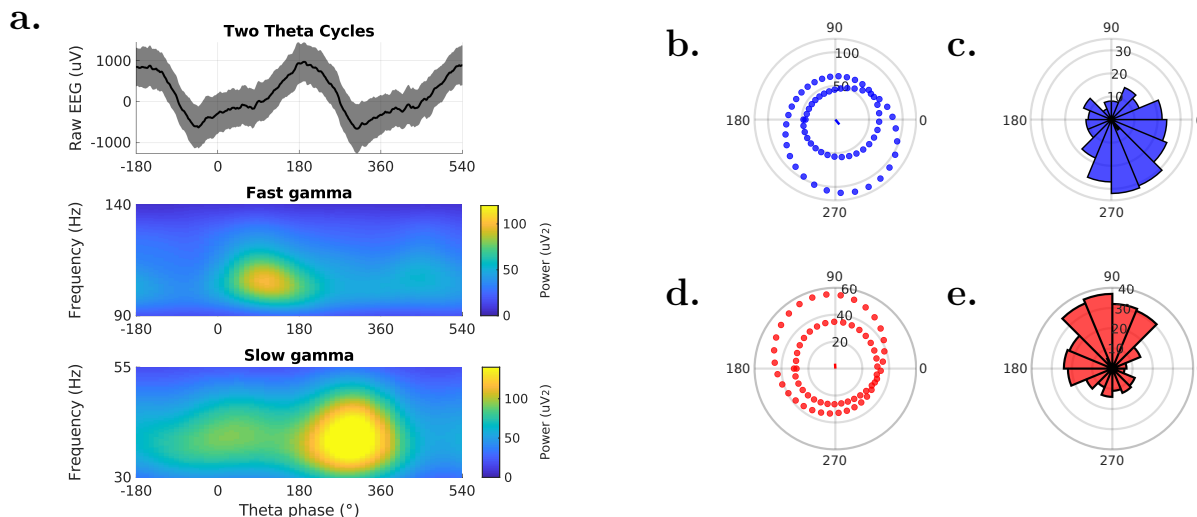 a.
Two Theta Cycles
Raw EEG (uV)
1000
0
-1000
-180 0 180 360 540
Fast gamma
Frequency (Hz)
140
90
-180 0 180 360 540
100
50
0
Power (uV2)
Slow gamma
Frequency (Hz)
55
30
-180 0 180 360 540
Theta phase (°)
100
50
0
Power (uV2)
b.
90
100
50
180
0
270
c.
90
30
20
10
180
270
d.
90
60
40
20
180
0
270
e.
90
40
30
20
10
180
0
270